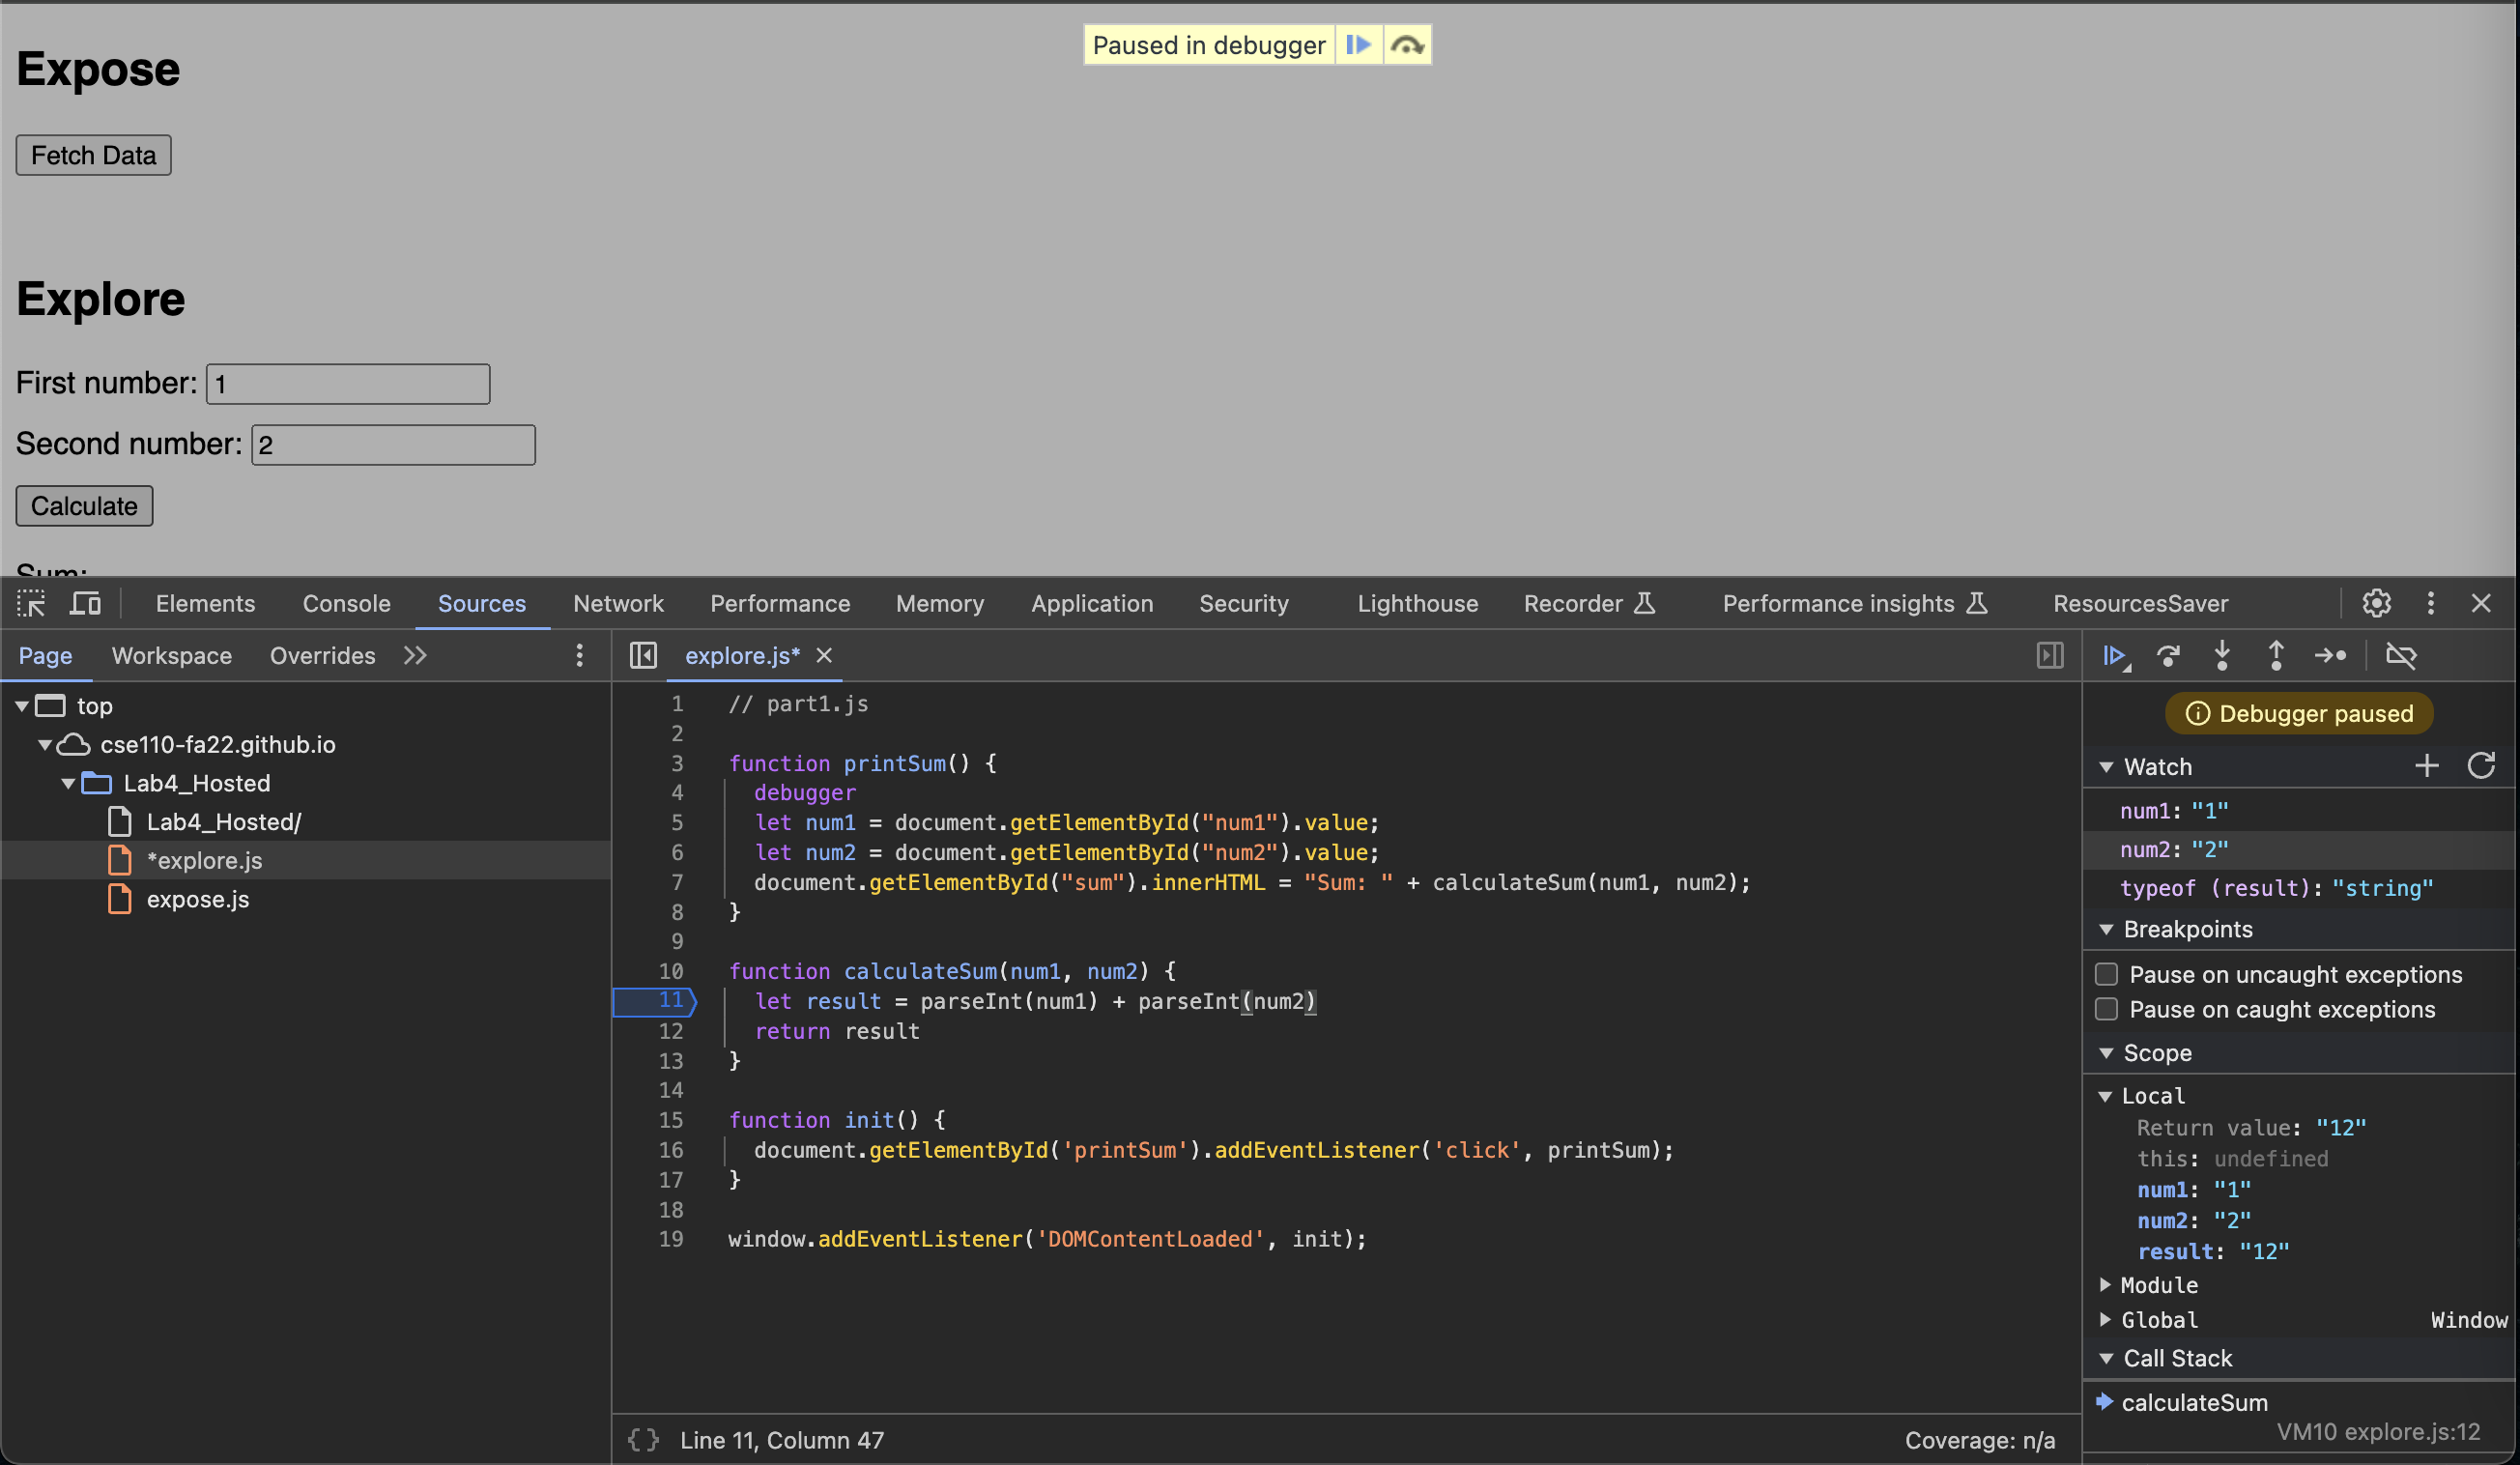 Paused in debugger
Expose
Fetch Data
Explore
First number: 1
Second number: 2
Calculate
Sum:
Elements Console Sources Network Performance Memory Application Security Lighthouse Recorder Performance insights ResourcesSaver
Page Workspace Overrides
explore.js*
top
cse110-fa22.github.io
Lab4_Hosted
Lab4_Hosted/
*explore.js
expose.js
1 // part1.js
2
3 function printSum() {
4 debugger
5 let num1 = document.getElementById("num1").value;
6 let num2 = document.getElementById("num2").value;
7 document.getElementById("sum").innerHTML = "Sum: " + calculateSum(num1, num2);
8 }
9
10 function calculateSum(num1, num2) {
11 let result = parseInt(num1) + parseInt(num2)
12 return result
13 }
14
15 function init() {
16 document.getElementById('printSum').addEventListener('click', printSum);
17 }
18
19 window.addEventListener('DOMContentLoaded', init);
{ } Line 11, Column 47
Coverage: n/a
Debugger paused
Watch
num1: "1"
num2: "2"
typeof (result): "string"
Breakpoints
Pause on uncaught exceptions
Pause on caught exceptions
Scope
Local
Return value: "12"
this: undefined
num1: "1"
num2: "2"
result: "12"
Module
Global Window
Call Stack
calculateSum
VM10 explore.js:12